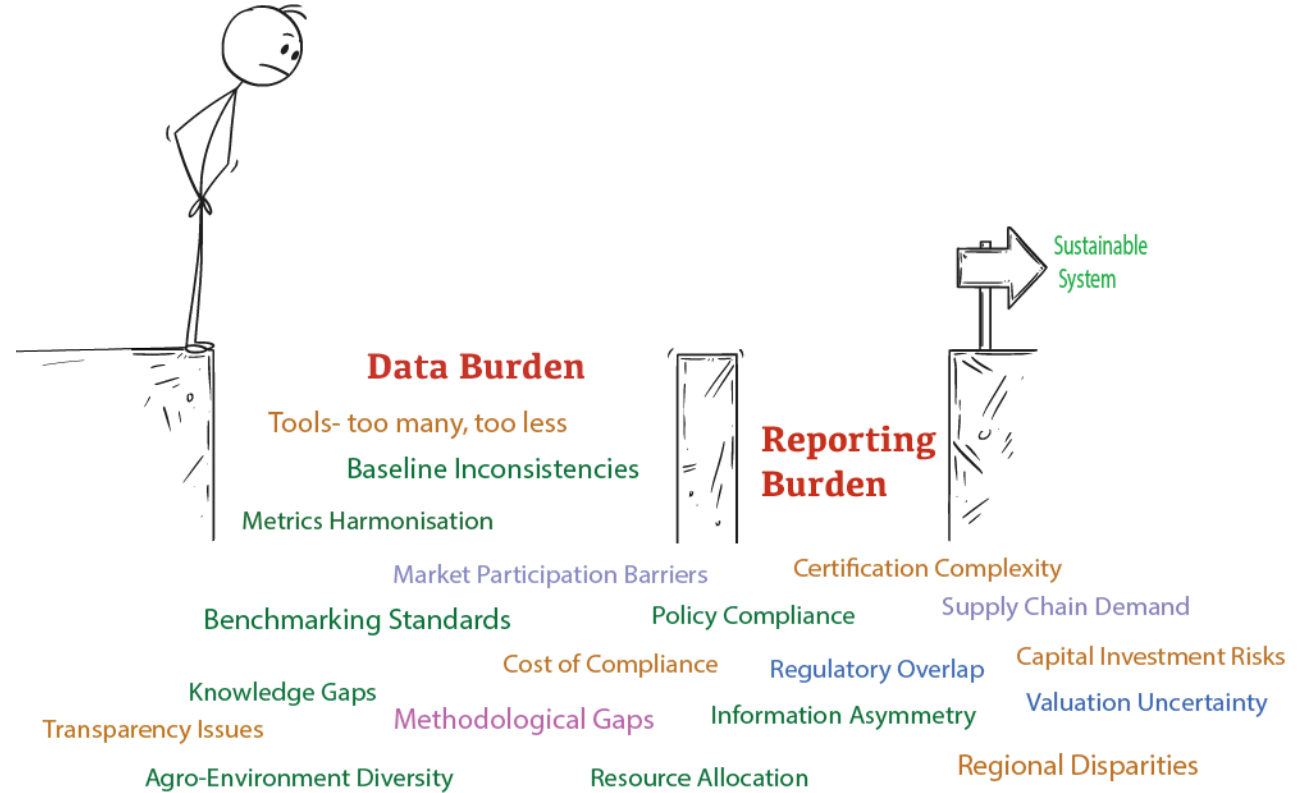 Sustainable
System
Data Burden
Tools- too many, too less
Baseline Inconsistencies
Reporting
Burden
Metrics Harmonisation
Market Participation Barriers
Certification Complexity
Benchmarking Standards
Policy Compliance
Supply Chain Demand
Cost of Compliance
Regulatory Overlap
Capital Investment Risks
Knowledge Gaps
Methodological Gaps
Information Asymmetry
Valuation Uncertainty
Transparency Issues
Agro-Environment Diversity
Resource Allocation
Regional Disparities